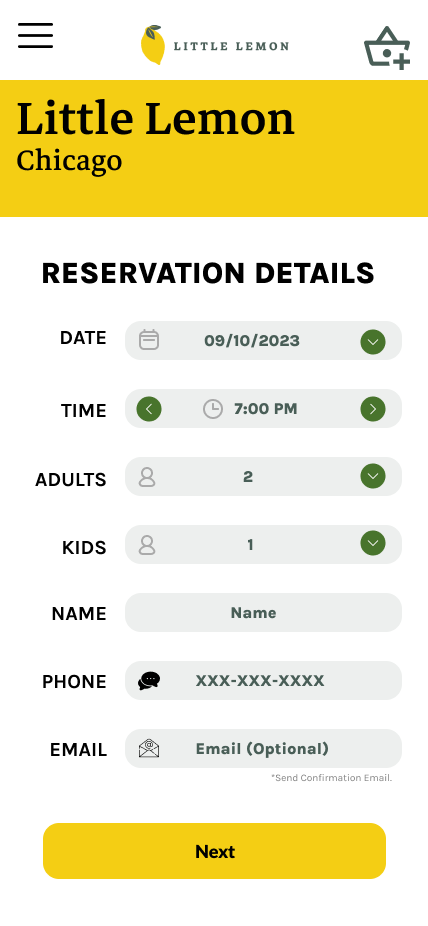 LITTLE LEMON
Little Lemon
Chicago
RESERVATION DETAILS
DATE 09/10/2023
TIME 7:00 PM
ADULTS 2
KIDS 1
NAME Name
PHONE XXX-XXX-XXXX
EMAIL Email (Optional)
*Send Confirmation Email.
Next